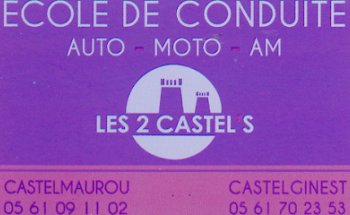 ECOLE DE CONDUITE
AUTO - MOTO - AM
LES 2 CASTEL'S
CASTELMAUROU CASTELGINEST
05 61 09 11 02 05 61 70 23 53